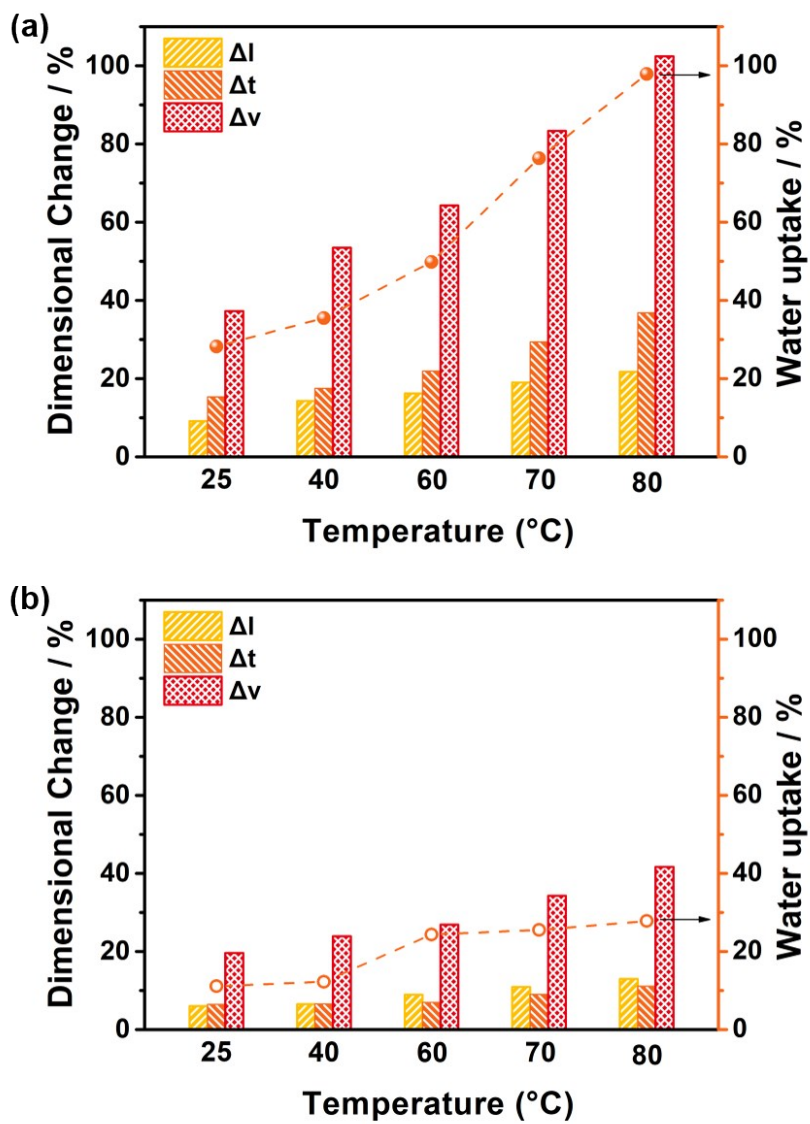 (a)
Δl
Δt
Δv
100
80
60
40
20
0
Dimensional Change / %
100
80
60
40
20
0
Water uptake / %
25 40 60 70 80
Temperature (°C)
(b)
Δl
Δt
Δv
100
80
60
40
20
0
Dimensional Change / %
100
80
60
40
20
0
Water uptake / %
25 40 60 70 80
Temperature (°C)